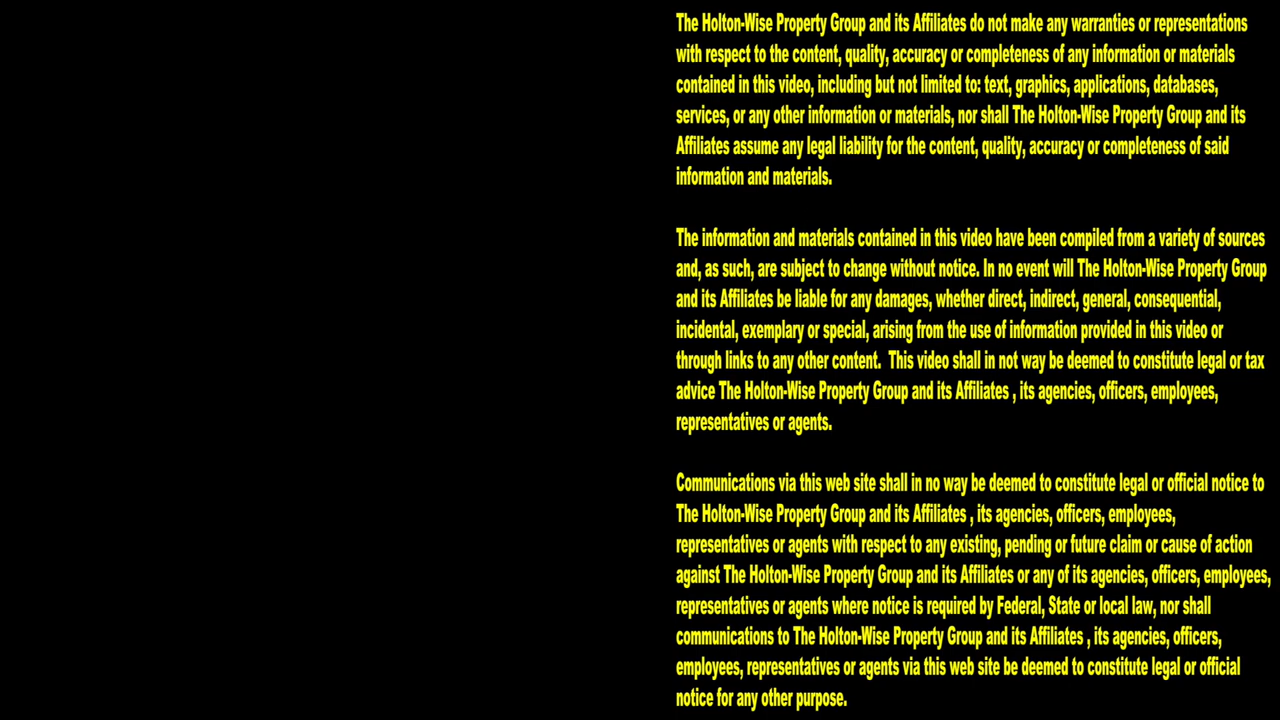 The Holton-Wise Property Group and its Affiliates do not make any warranties or representations
with respect to the content, quality, accuracy or completeness of any information or materials
contained in this video, including but not limited to: text, graphics, applications, databases,
services, or any other information or materials, nor shall The Holton-Wise Property Group and its
Affiliates assume any legal liability for the content, quality, accuracy or completeness of said
information and materials.
The information and materials contained in this video have been compiled from a variety of sources
and, as such, are subject to change without notice. In no event will The Holton-Wise Property Group
and its Affiliates be liable for any damages, whether direct, indirect, general, consequential,
incidental, exemplary or special, arising from the use of information provided in this video or
through links to any other content.  This video shall in not way be deemed to constitute legal or tax
advice The Holton-Wise Property Group and its Affiliates , its agencies, officers, employees,
representatives or agents.
Communications via this web site shall in no way be deemed to constitute legal or official notice to
The Holton-Wise Property Group and its Affiliates , its agencies, officers, employees,
representatives or agents with respect to any existing, pending or future claim or cause of action
against The Holton-Wise Property Group and its Affiliates or any of its agencies, officers, employees,
representatives or agents where notice is required by Federal, State or local law, nor shall
communications to The Holton-Wise Property Group and its Affiliates , its agencies, officers,
employees, representatives or agents via this web site be deemed to constitute legal or official
notice for any other purpose.